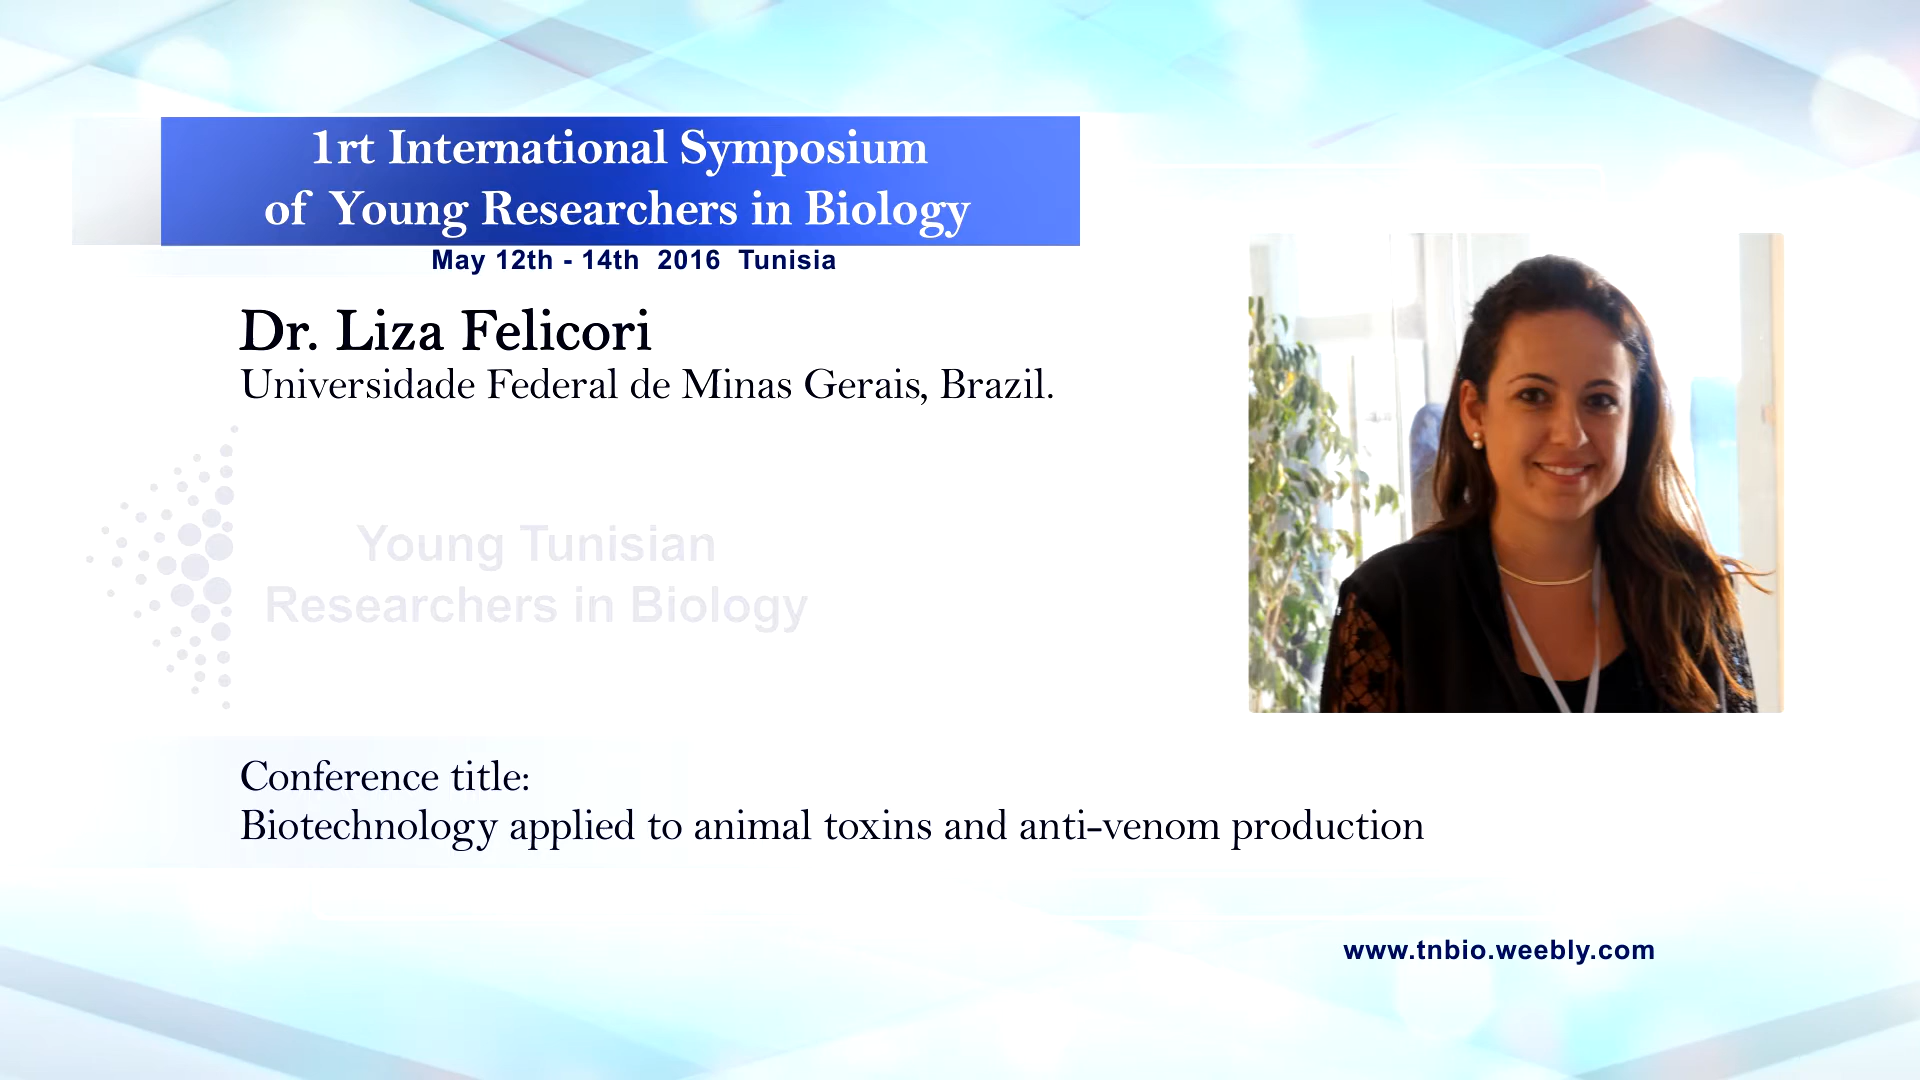 1rt International Symposium
of Young Researchers in Biology
May 12th - 14th 2016 Tunisia
Dr. Liza Felicori
Universidade Federal de Minas Gerais, Brazil.
Young Tunisian
Researchers in Biology
Conference title:
Biotechnology applied to animal toxins and anti-venom production
www.tnbio.weebly.com